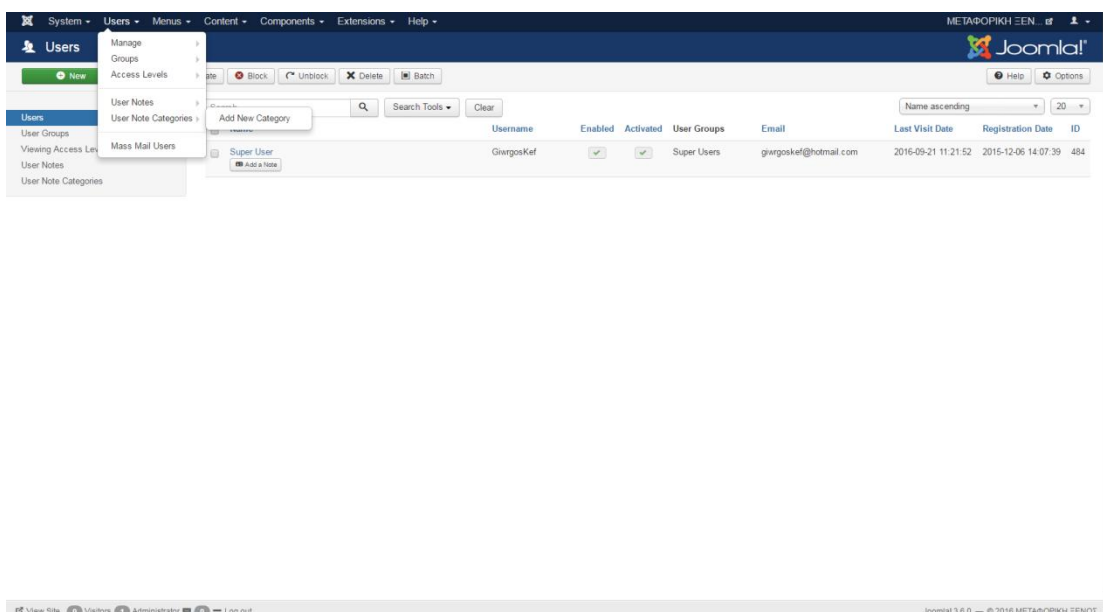 System Users Menus Content Components Extensions Help ΜΕΤΑΦΟΡΙΚΗ ΞΕΝ...
Users Joomla!®
Manage
Groups
Access Levels
User Notes
User Note Categories
Mass Mail Users
Add New Category
New Block Unblock Delete Batch Help Options
Search Tools Clear Name ascending 20
Users
User Groups
Viewing Access
User Notes
User Note Categories
Name Username Enabled Activated User Groups Email Last Visit Date Registration Date ID
Super User GiwrgosKef Super Users giwrgoskef@hotmail.com 2016-09-21 11:21:52 2015-12-06 14:07:39 484
Add a Note
View Site 0 Visitors 1 Administrator 0 Log out Joomla! 3.6.0 — © 2016 ΜΕΤΑΦΟΡΙΚΗ ΞΕΝΟΣ